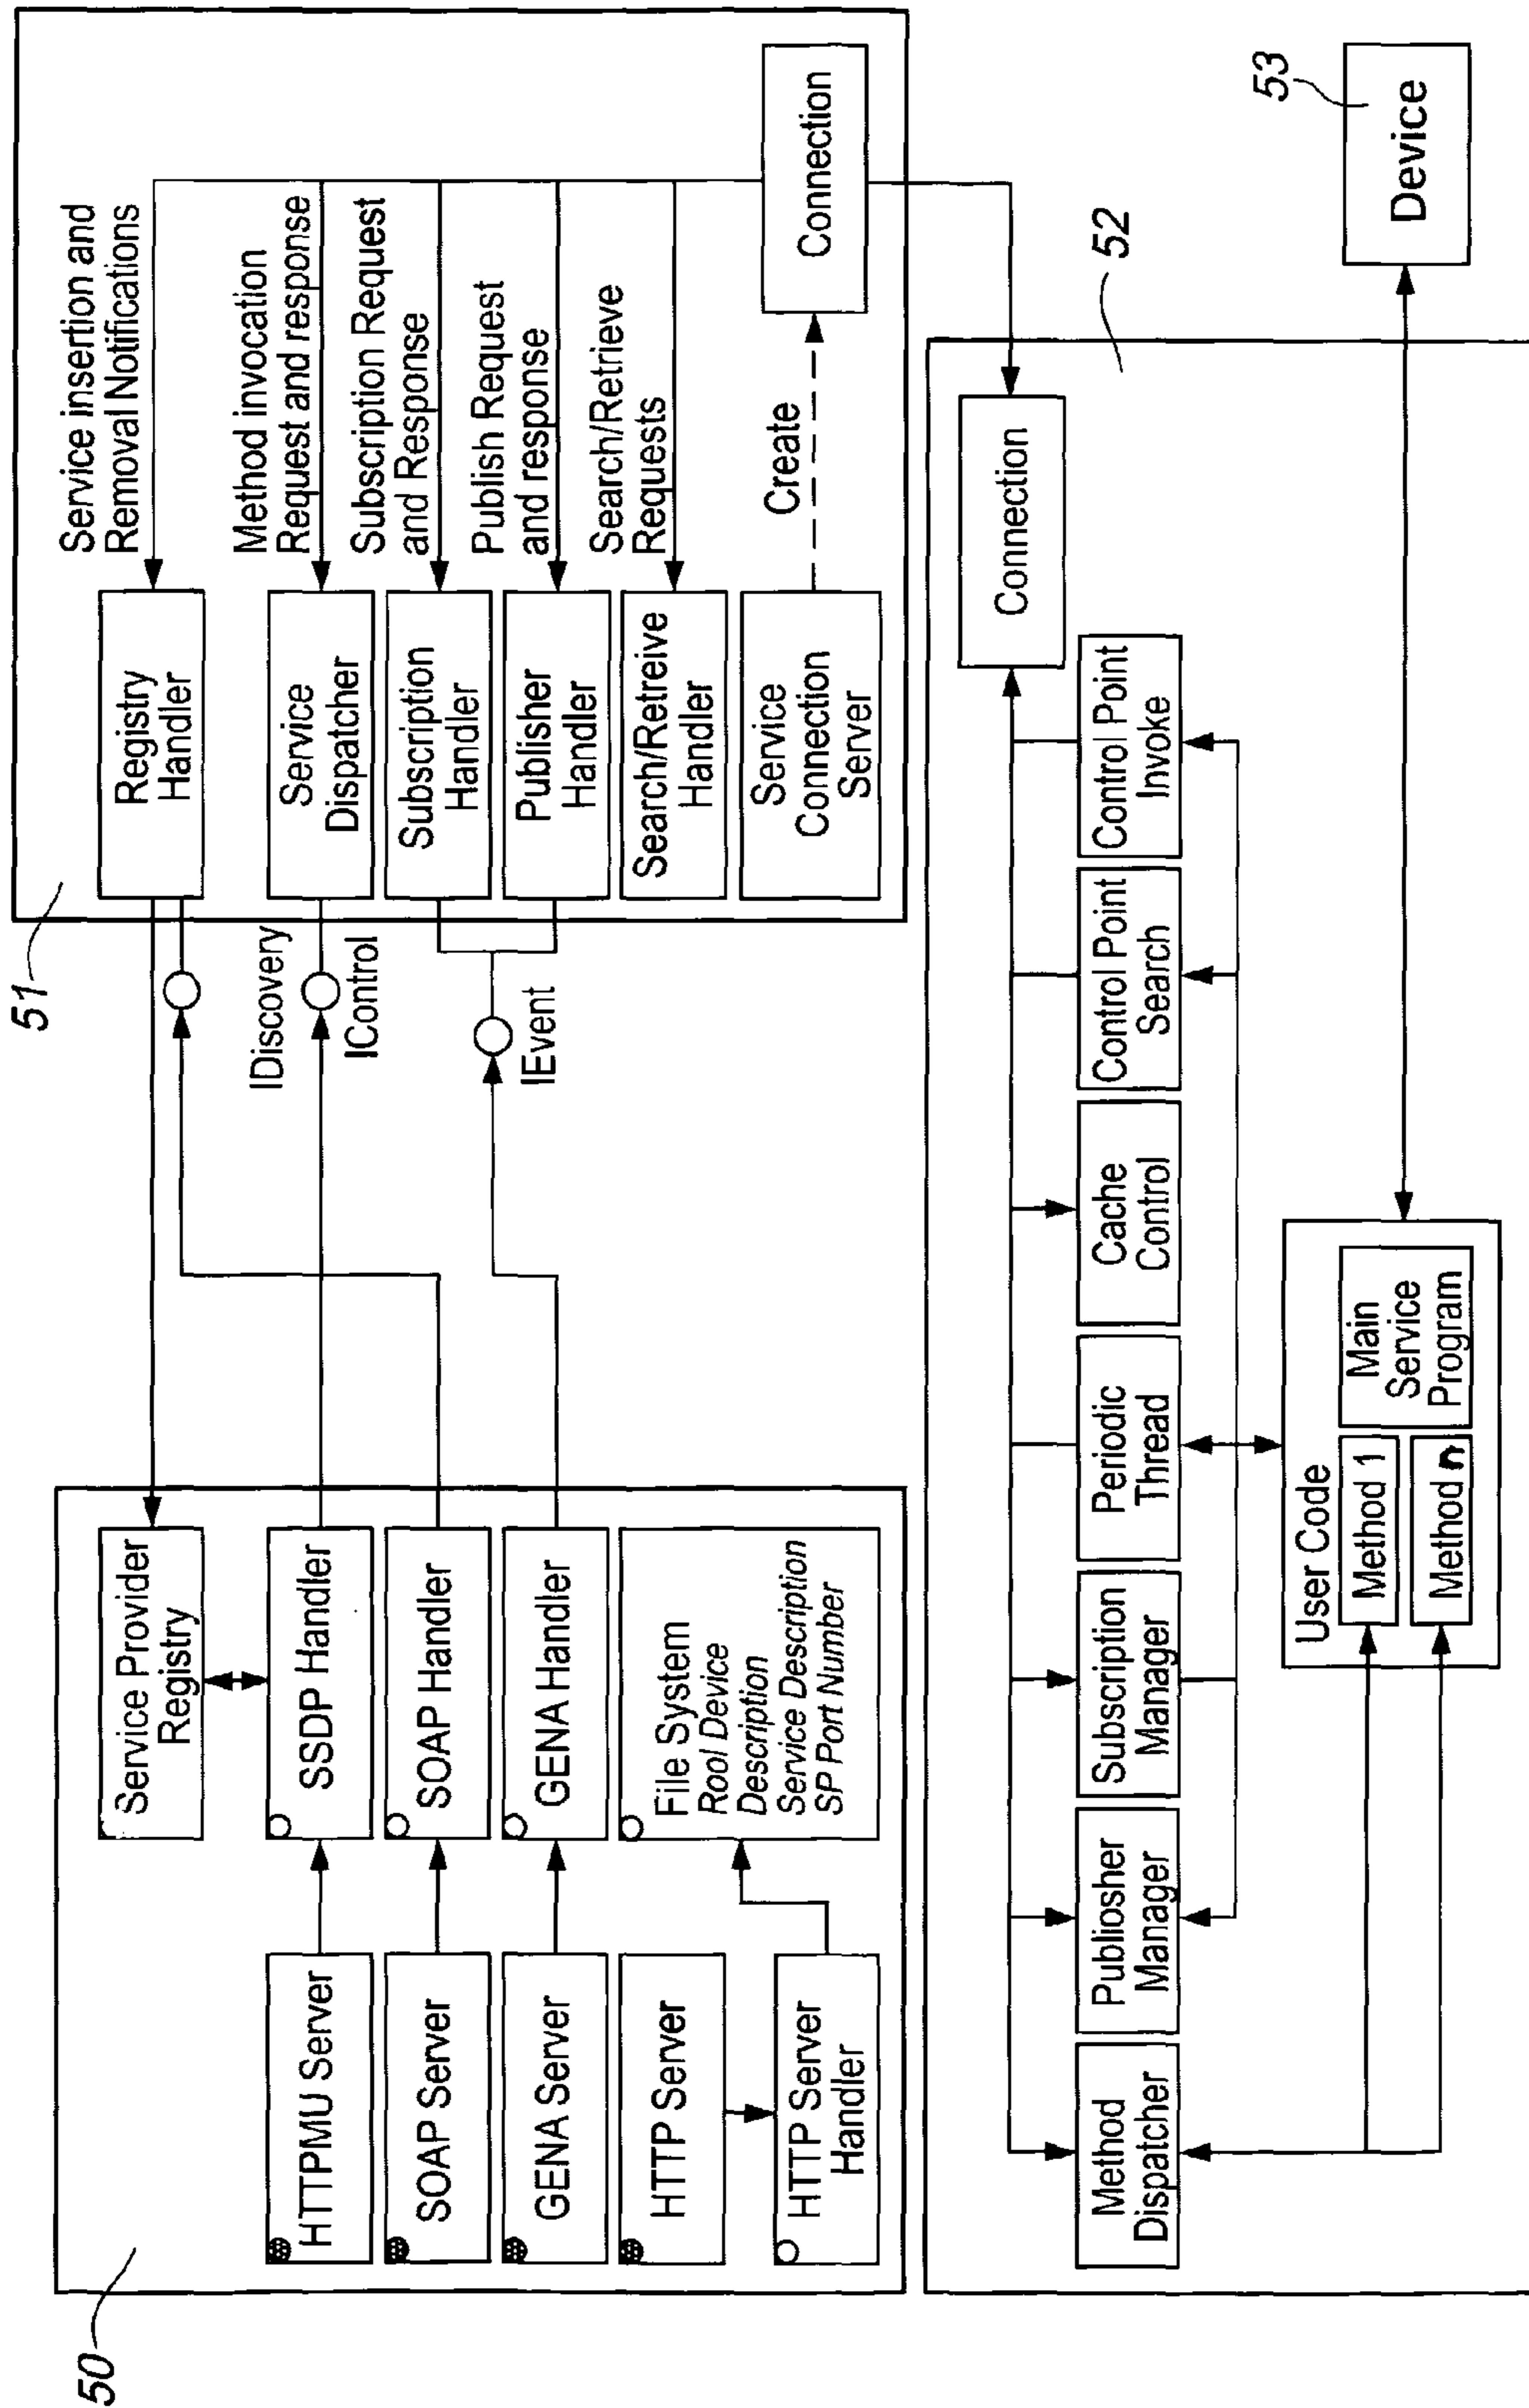 50
Service Provider
Registry
HTTPMU Server
SSDP Handler
SOAP Server
SOAP Handler
GENA Server
GENA Handler
HTTP Server
File System
Rool Device
Description
Service Description
SP Port Number
HTTP Server
Handler
IDiscovery
IControl
IEvent
51
Registry
Handler
Service insertion and
Removal Notifications
Service
Dispatcher
Method invocation
Request and response
Subscription
Handler
Subscription Request
and Response
Publisher
Handler
Publish Request
and response
Search/Retreive
Handler
Search/Retrieve
Requests
Service
Connection
Server
Create
Connection
52
Connection
Method
Dispatcher
Publiosher
Manager
Subscription
Manager
Periodic
Thread
Cache
Control
Control Point
Search
Control Point
Invoke
User Code
Method 1
Method n
Main
Service
Program
53
Device